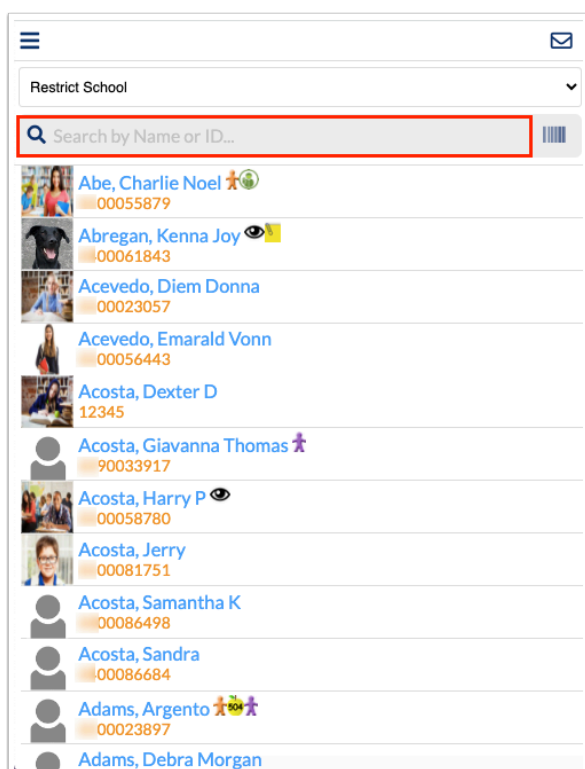 Restrict School
Search by Name or ID...
Abe, Charlie Noel
00055879
Abregan, Kenna Joy
00061843
Acevedo, Diem Donna
00023057
Acevedo, Emarald Vonn
00056443
Acosta, Dexter D
12345
Acosta, Giavanna Thomas
90033917
Acosta, Harry P
00058780
Acosta, Jerry
00081751
Acosta, Samantha K
00086498
Acosta, Sandra
00086684
Adams, Argento 504
00023897
Adams, Debra Morgan